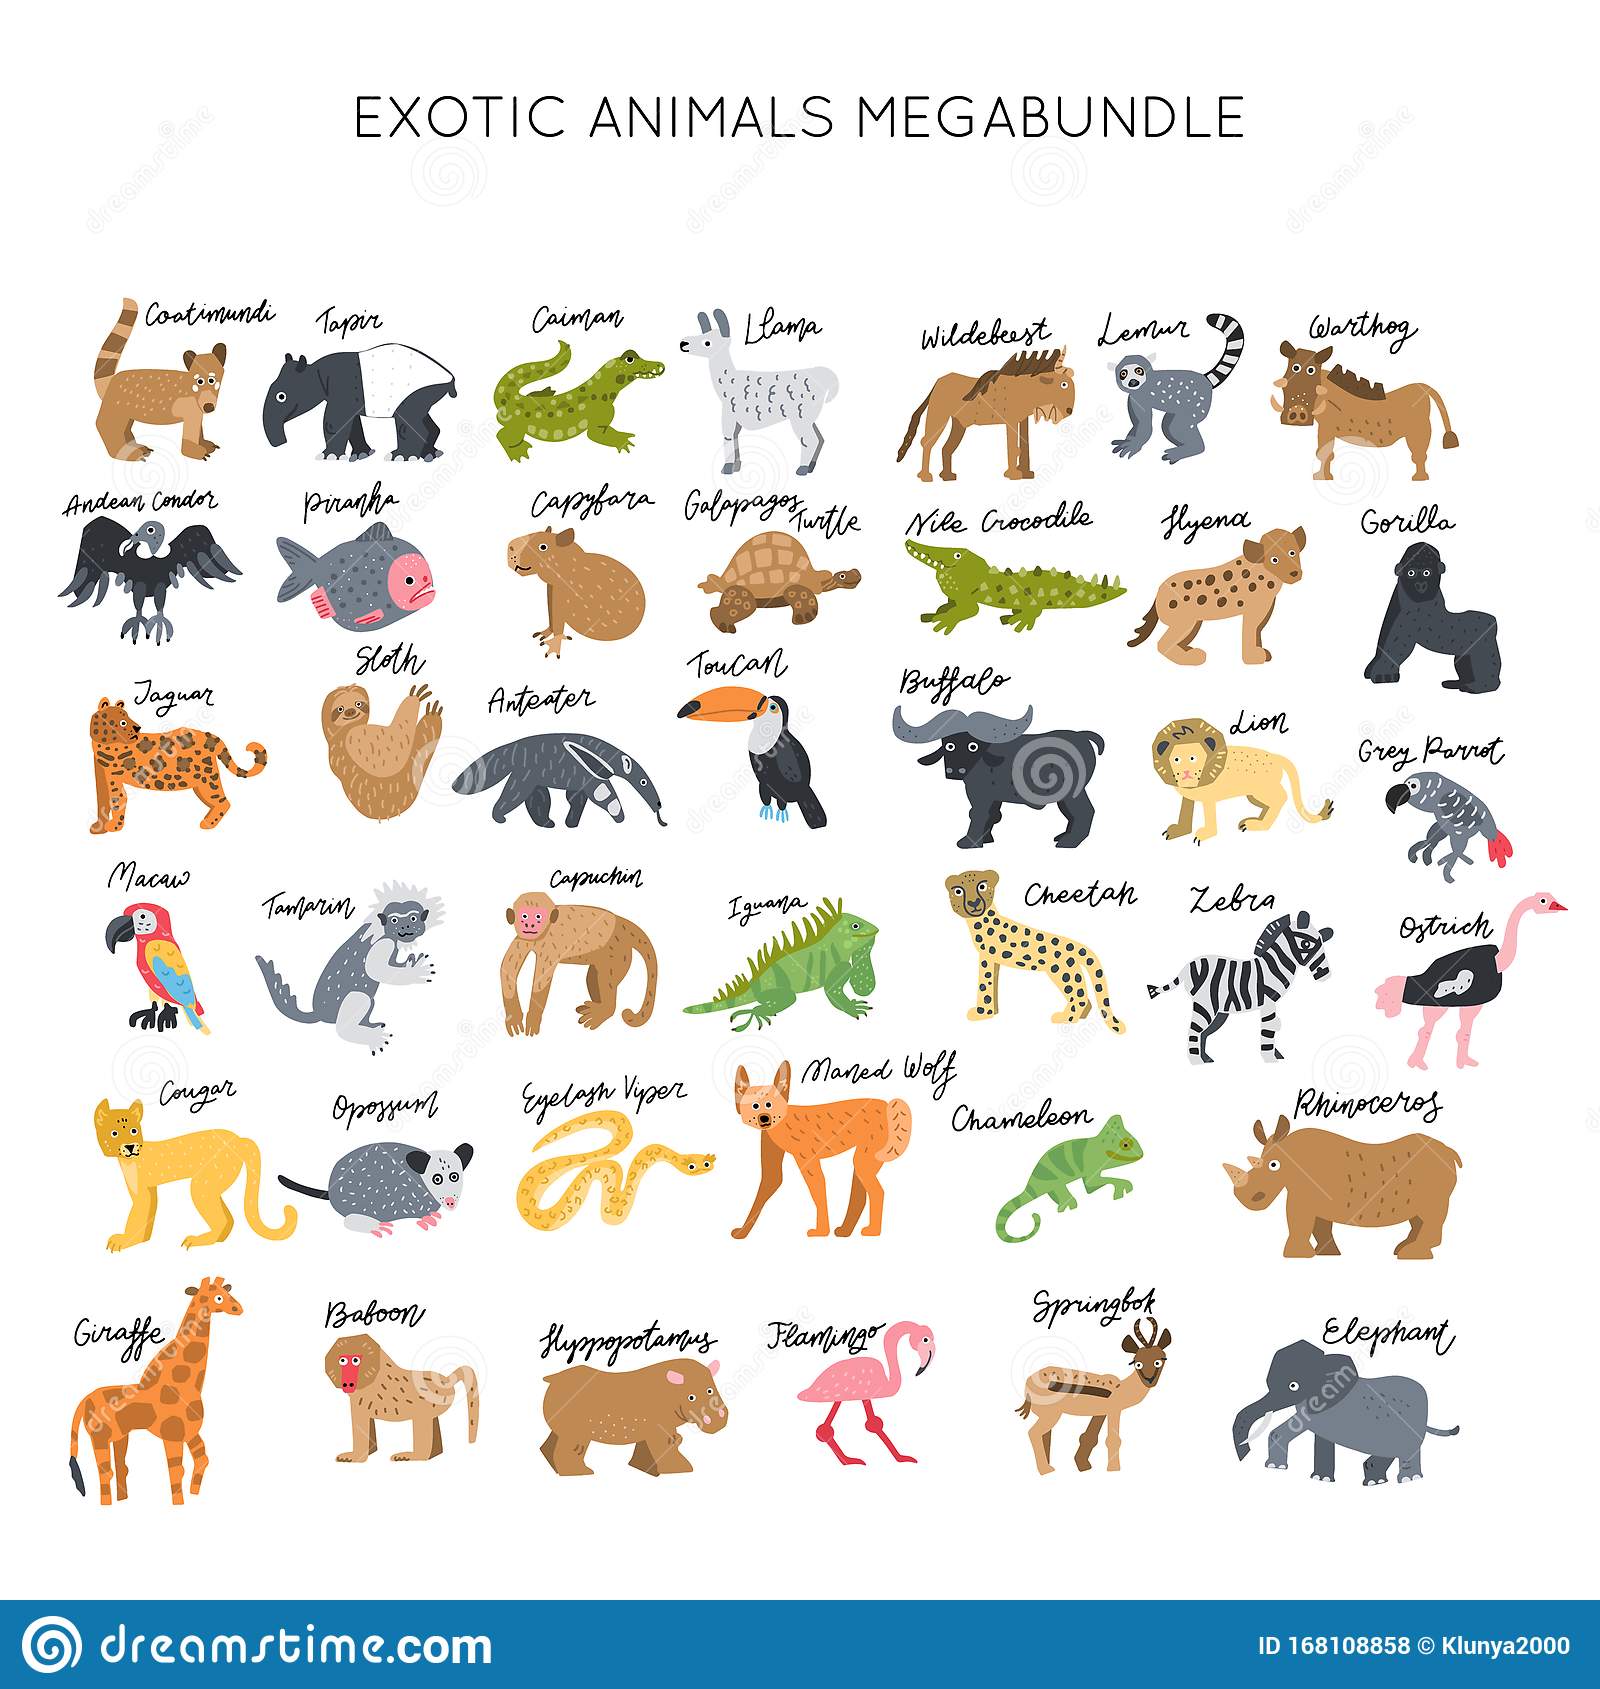 EXOTIC ANIMALS MEGABUNDLE
Coatimundi
Tapir
Caiman
Llama
Wildebeest
Lemur
Warthog
Andean Condor
Piranha
Capyfara
Galapagos
Turtle
Nile Crocodile
Hyena
Gorilla
Jaguar
Sloth
Anteater
Toucan
Buffalo
Lion
Grey Parrot
Macaw
Tamarin
Capuchin
Iguana
Cheetah
Zebra
Ostrich
Cougar
Opossum
Eyelash Viper
Maned Wolf
Chameleon
Rhinoceros
Giraffe
Baboon
Hyppopotamus
Flamingo
Springbok
Elephant
dreamstime.com
ID 168108858 © Klunya2000